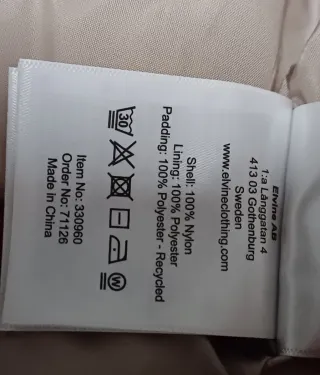 Elvine AB
1:a Långgatan 4
413 03 Gothenburg
Sweden
www.elvineclothing.com
Shell: 100% Nylon
Lining: 100% Polyester
Padding: 100% Polyester - Recycled
30
W
Item No: 330960
Order No: 71126
Made in China